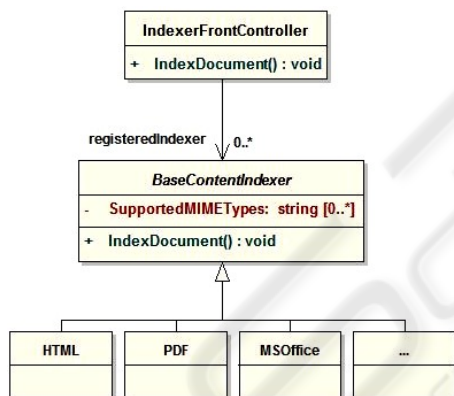 IndexerFrontController
+ IndexDocument() : void
registeredIndexer 0..*
BaseContentIndexer
- SupportedMIMETypes: string [0..*]
+ IndexDocument() : void
HTML PDF MSOffice ...